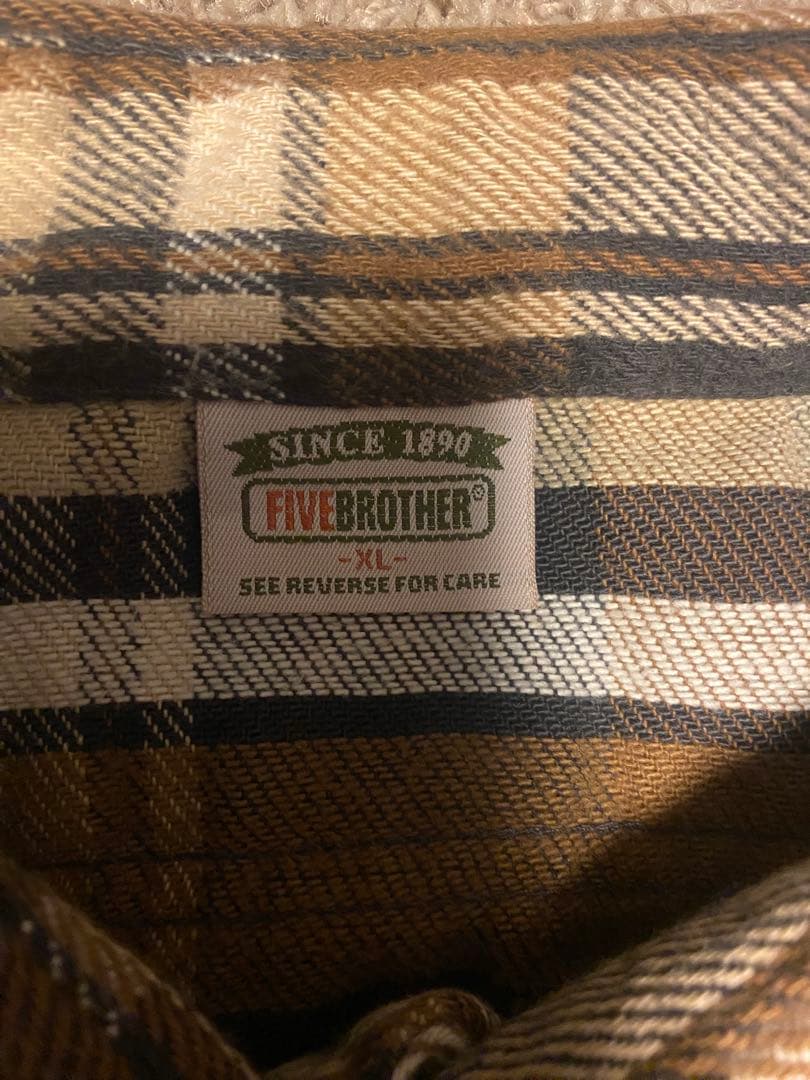 SINCE 1890
FIVEBROTHER®
-XL-
SEE REVERSE FOR CARE